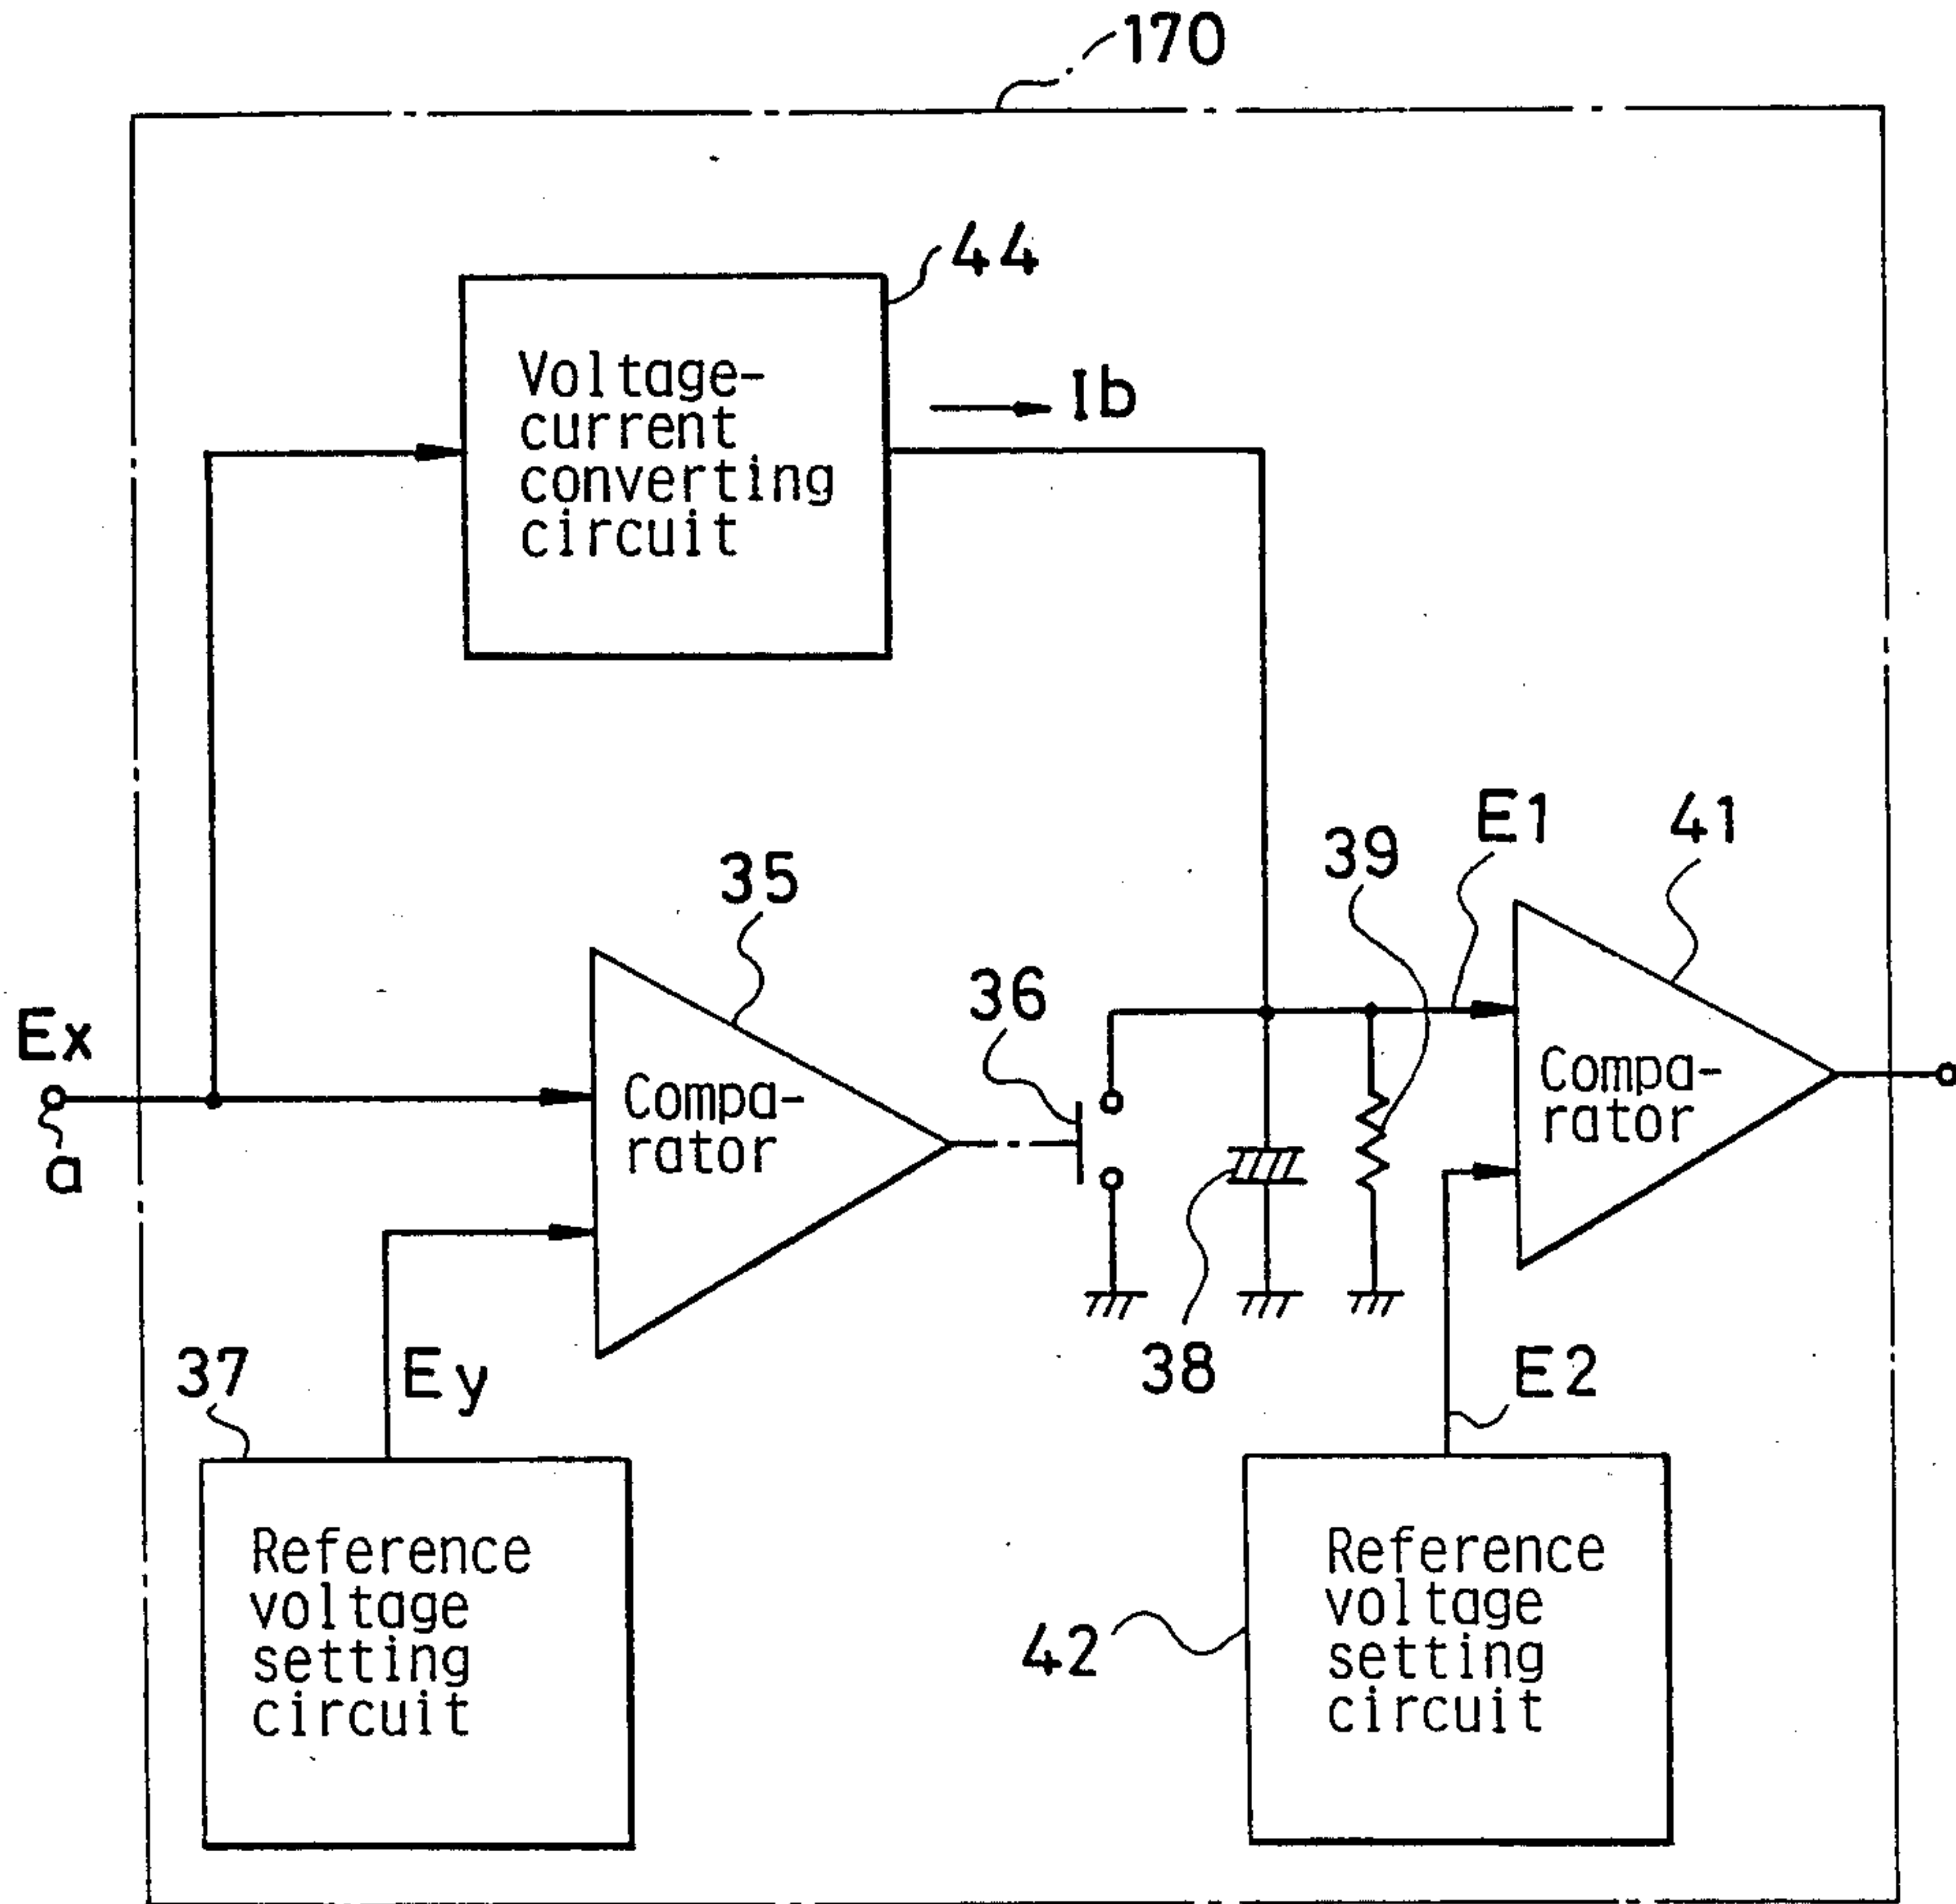 170
44
Voltage-
current
converting
circuit
Ib
E1
41
39
35
36
Ex
Compa-
rator
Compa-
rator
a
38
E2
37
Ey
Reference
voltage
setting
circuit
42
Reference
voltage
setting
circuit